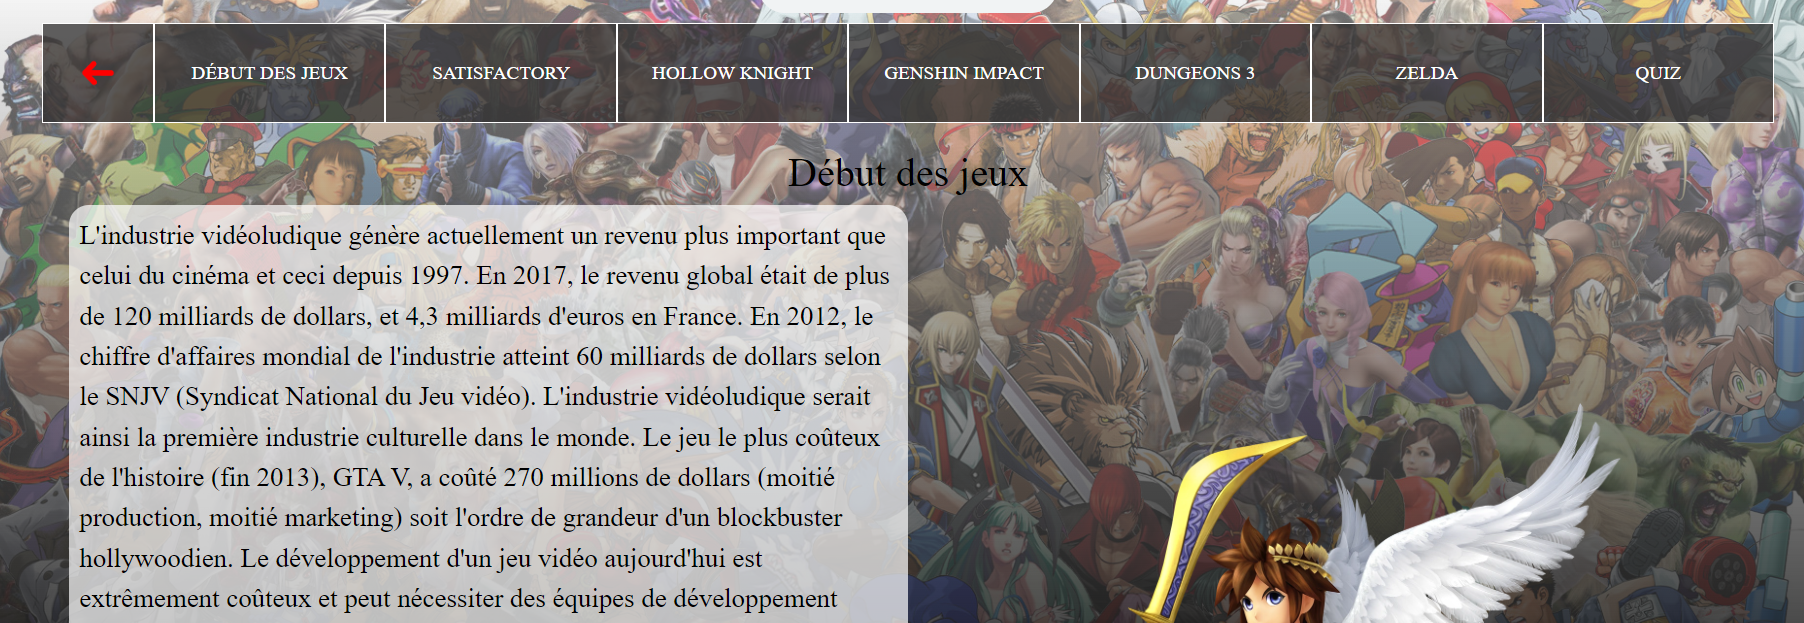 DÉBUT DES JEUX
SATISFACTORY
HOLLOW KNIGHT
GENSHIN IMPACT
DUNGEONS 3
ZELDA
QUIZ
Début des jeux
L'industrie vidéoludique génère actuellement un revenu plus important que
celui du cinéma et ceci depuis 1997. En 2017, le revenu global était de plus
de 120 milliards de dollars, et 4,3 milliards d'euros en France. En 2012, le
chiffre d'affaires mondial de l'industrie atteint 60 milliards de dollars selon
le SNJV (Syndicat National du Jeu vidéo). L'industrie vidéoludique serait
ainsi la première industrie culturelle dans le monde. Le jeu le plus coûteux
de l'histoire (fin 2013), GTA V, a coûté 270 millions de dollars (moitié
production, moitié marketing) soit l'ordre de grandeur d'un blockbuster
hollywoodien. Le développement d'un jeu vidéo aujourd'hui est
extrêmement coûteux et peut nécessiter des équipes de développement